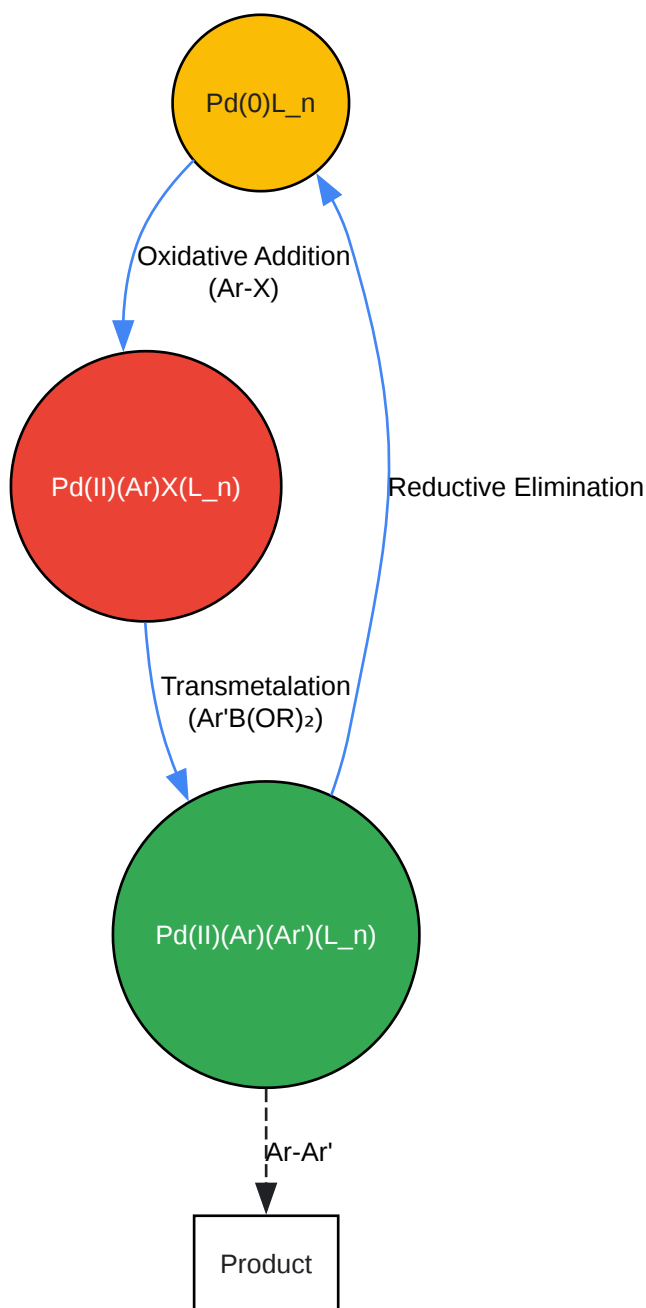 Pd(0)L_n
Oxidative Addition
(Ar-X)
Pd(II)(Ar)X(L_n)
Reductive Elimination
Transmetalation
(Ar'B(OR)₂)
Pd(II)(Ar)(Ar')(L_n)
Ar-Ar'
Product